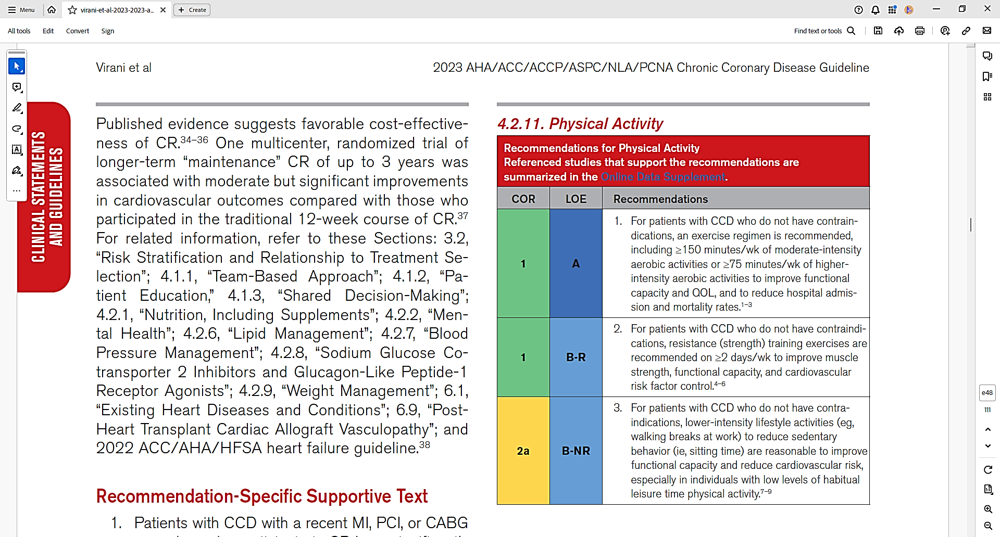 Menu
virani-et-al-2023-2023-a...
Create
All tools
Edit
Convert
Sign
Find text or tools
Virani et al
2023 AHA/ACC/ACCP/ASPC/NLA/PCNA Chronic Coronary Disease Guideline
CLINICAL STATEMENTS
AND GUIDELINES
Published evidence suggests favorable cost-effective-
ness of CR.34–36 One multicenter, randomized trial of
longer-term “maintenance” CR of up to 3 years was
associated with moderate but significant improvements
in cardiovascular outcomes compared with those who
participated in the traditional 12-week course of CR.37
For related information, refer to these Sections: 3.2,
“Risk Stratification and Relationship to Treatment Se-
lection”; 4.1.1, “Team-Based Approach”; 4.1.2, “Pa-
tient Education,” 4.1.3, “Shared Decision-Making”;
4.2.1, “Nutrition, Including Supplements”; 4.2.2, “Men-
tal Health”; 4.2.6, “Lipid Management”; 4.2.7, “Blood
Pressure Management”; 4.2.8, “Sodium Glucose Co-
transporter 2 Inhibitors and Glucagon-Like Peptide-1
Receptor Agonists”; 4.2.9, “Weight Management”; 6.1,
“Existing Heart Diseases and Conditions”; 6.9, “Post-
Heart Transplant Cardiac Allograft Vasculopathy”; and
2022 ACC/AHA/HFSA heart failure guideline.38
Recommendation-Specific Supportive Text
1. Patients with CCD with a recent MI, PCI, or CABG
4.2.11. Physical Activity
Recommendations for Physical Activity
Referenced studies that support the recommendations are
summarized in the Online Data Supplement.
COR LOE Recommendations
1 A
1. For patients with CCD who do not have contrain-
dications, an exercise regimen is recommended,
including ≥150 minutes/wk of moderate-intensity
aerobic activities or ≥75 minutes/wk of higher-
intensity aerobic activities to improve functional
capacity and QOL, and to reduce hospital admis-
sion and mortality rates.1–3
1 B-R
2. For patients with CCD who do not have contraindi-
cations, resistance (strength) training exercises are
recommended on ≥2 days/wk to improve muscle
strength, functional capacity, and cardiovascular
risk factor control.4–6
2a B-NR
3. For patients with CCD who do not have contra-
indications, lower-intensity lifestyle activities (eg,
walking breaks at work) to reduce sedentary
behavior (ie, sitting time) are reasonable to improve
functional capacity and reduce cardiovascular risk,
especially in individuals with low levels of habitual
leisure time physical activity.7–9
e48
111